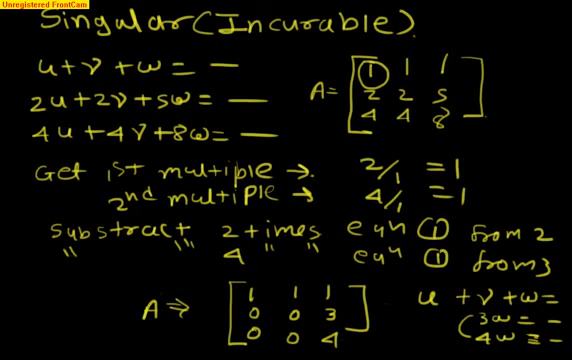 Unregistered FrontCam
Singular (Incurable)
u + v + w = —
2u + 2v + 5w = —
4u + 4v + 8w = —
A = [ 1 1 1
2 2 5
4 4 8 ]
Get 1st multiple → 2/1 = 1
2nd multiple → 4/1 = 1
Substract 2 times eqn ① from 2
" " 4 " " eqn ① from 3
A ⇒ [ 1 1 1
0 0 3
0 0 4 ]
u + v + w =
( 3w = –
4w = –